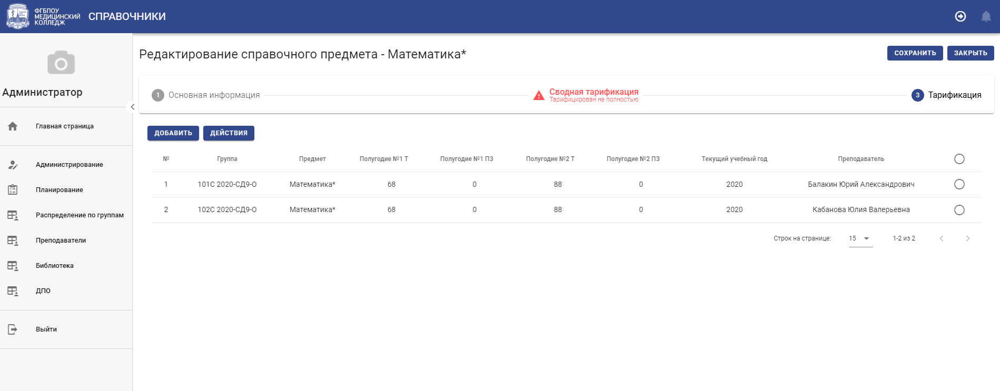 ФГБПОУ
МЕДИЦИНСКИЙ
КОЛЛЕДЖ
СПРАВОЧНИКИ
Администратор
Главная страница
Администрирование
Планирование
Распределение по группам
Преподаватели
Библиотека
ДПО
Выйти
Редактирование справочного предмета - Математика*
СОХРАНИТЬ ЗАКРЫТЬ
1 Основная информация
Сводная тарификация
Тарифицирован не полностью
3 Тарификация
ДОБАВИТЬ ДЕЙСТВИЯ
№ Группа Предмет Полугодие №1 Т Полугодие №1 ПЗ Полугодие №2 Т Полугодие №2 ПЗ Текущий учебный год Преподаватель
1 101С 2020-СД9-О Математика* 68 0 88 0 2020 Балакин Юрий Александрович
2 102С 2020-СД9-О Математика* 68 0 88 0 2020 Кабанова Юлия Валерьевна
Строк на странице: 15 1-2 из 2